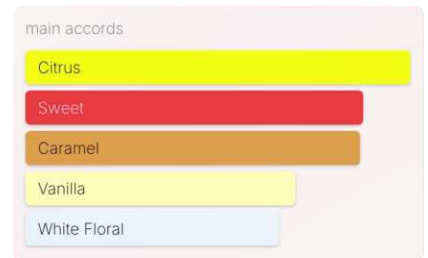 main accords
Citrus
Sweet
Caramel
Vanilla
White Floral